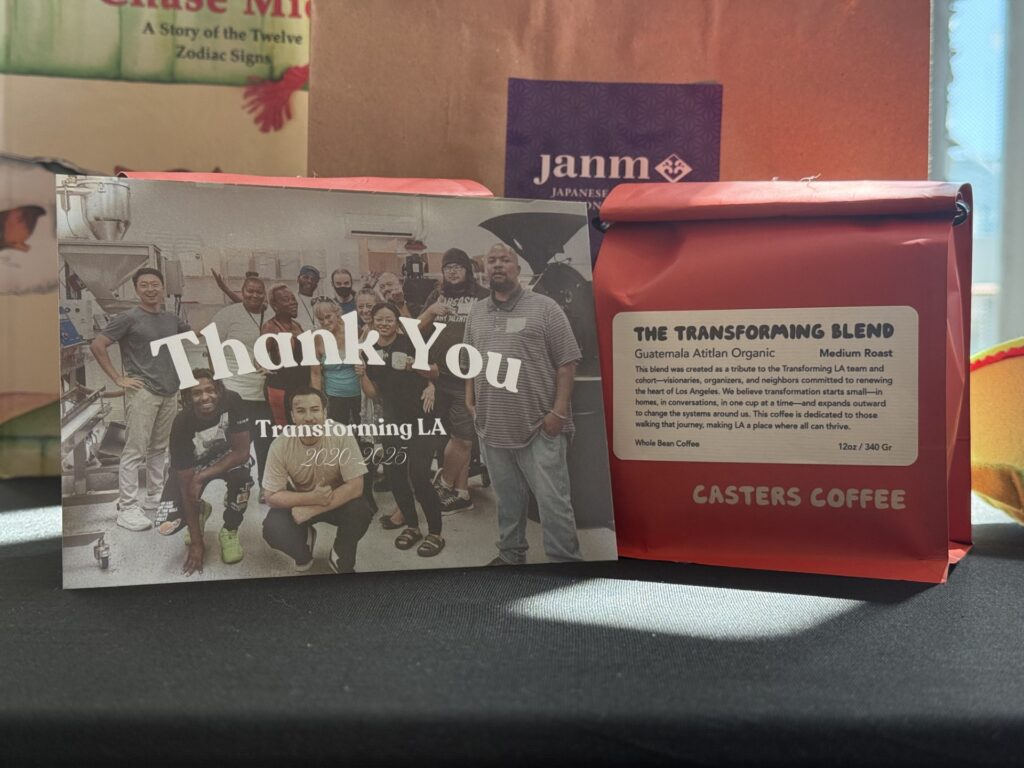 Chase Mi
A Story of the Twelve
Zodiac Signs
janm
JAPANESE
Thank You
Transforming LA
2020-2025
THE TRANSFORMING BLEND
Guatemala Atitlan Organic
Medium Roast
This blend was created as a tribute to the Transforming LA team and
cohort—visionaries, organizers, and neighbors committed to renewing
the heart of Los Angeles. We believe transformation starts small—in
homes, in conversations, in one cup at a time—and expands outward
to change the systems around us. This coffee is dedicated to those
walking that journey, making LA a place where all can thrive.
Whole Bean Coffee
12oz / 340 Gr
CASTERS COFFEE